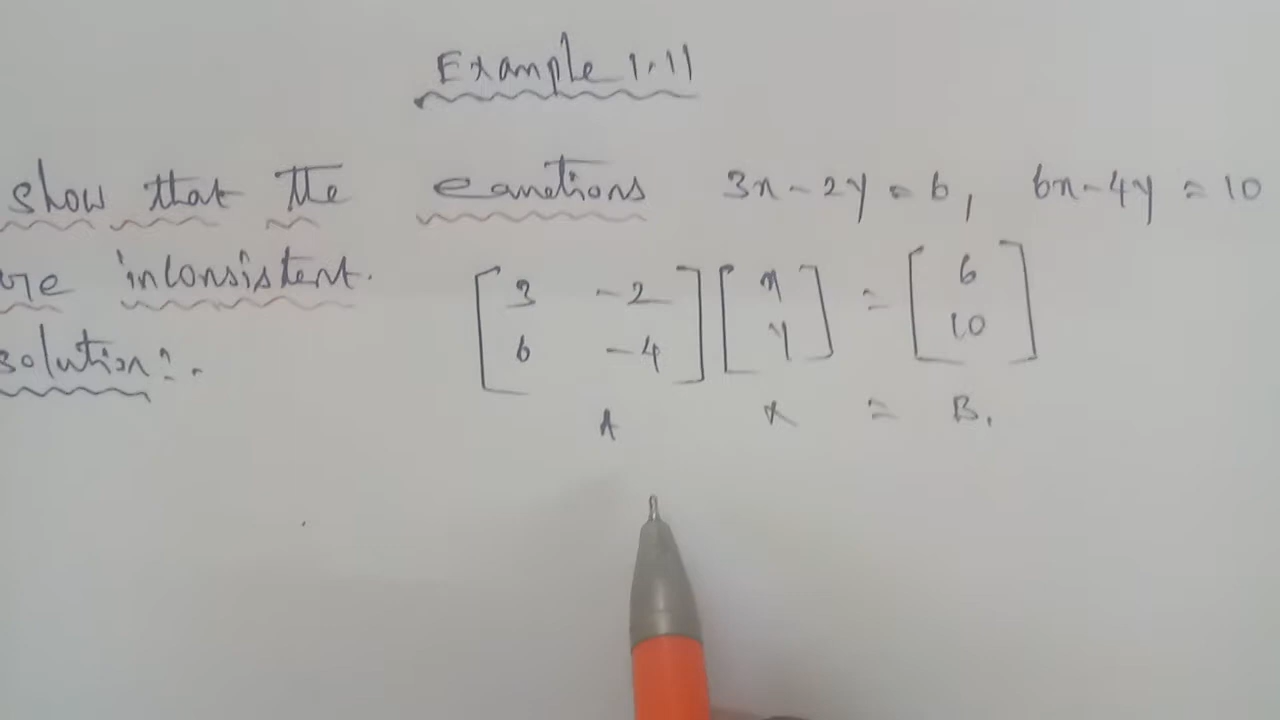 Example 1.11
show that the equations 3x - 2y = 6, 6x - 4y = 10
are inconsistent.
solution:-
[3 -2] [x] = [6]
[6 -4] [y] [10]
A x = B.